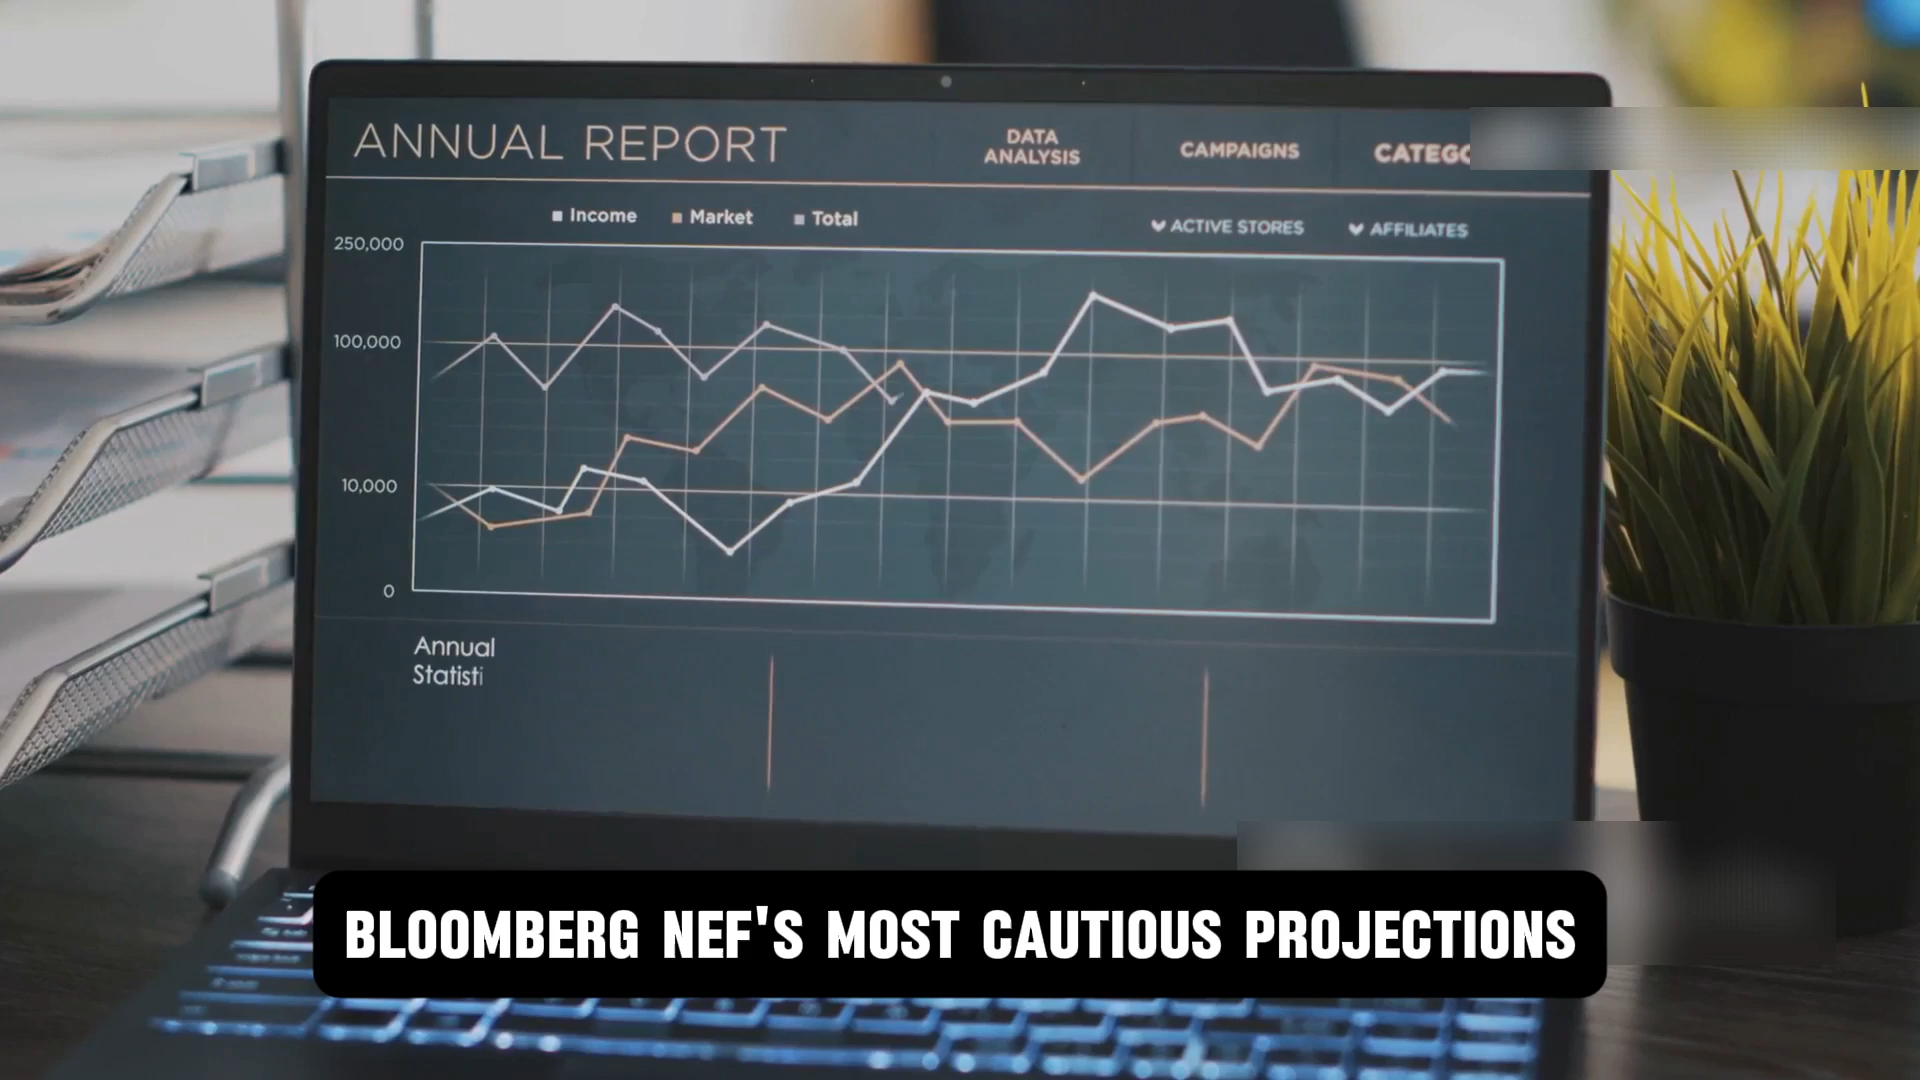 ANNUAL REPORT
DATA
ANALYSIS
CAMPAIGNS
CATEGO
Income
Market
Total
ACTIVE STORES
AFFILIATES
250,000
100,000
10,000
0
Annual
Statisti
BLOOMBERG NEF'S MOST CAUTIOUS PROJECTIONS